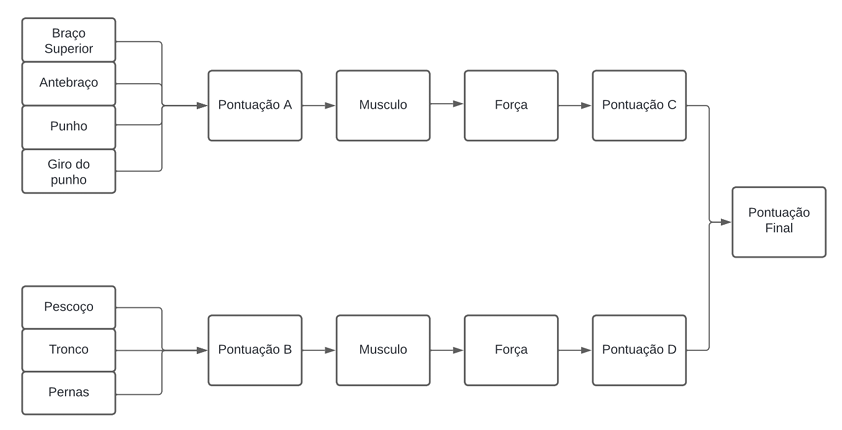 Braço
Superior
Antebraço
Punho
Giro do
punho
Pontuação A
Musculo
Força
Pontuação C
Pontuação
Final
Pescoço
Tronco
Pernas
Pontuação B
Musculo
Força
Pontuação D